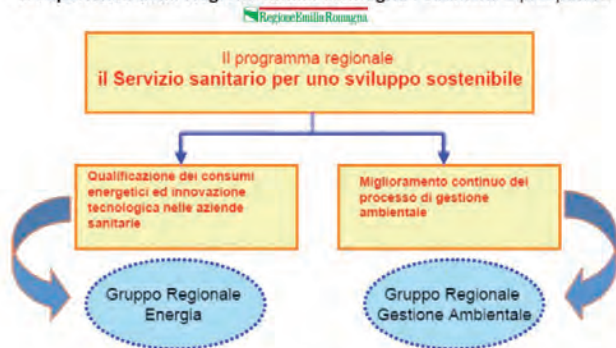 RegioneEmiliaRomagna
Il programma regionale
il Servizio sanitario per uno sviluppo sostenibile
Qualificazione dei consumi
energetici ed innovazione
tecnologica nelle aziende
sanitarie
Miglioramento continuo del
processo di gestione
ambientale
Gruppo Regionale
Energia
Gruppo Regionale
Gestione Ambientale